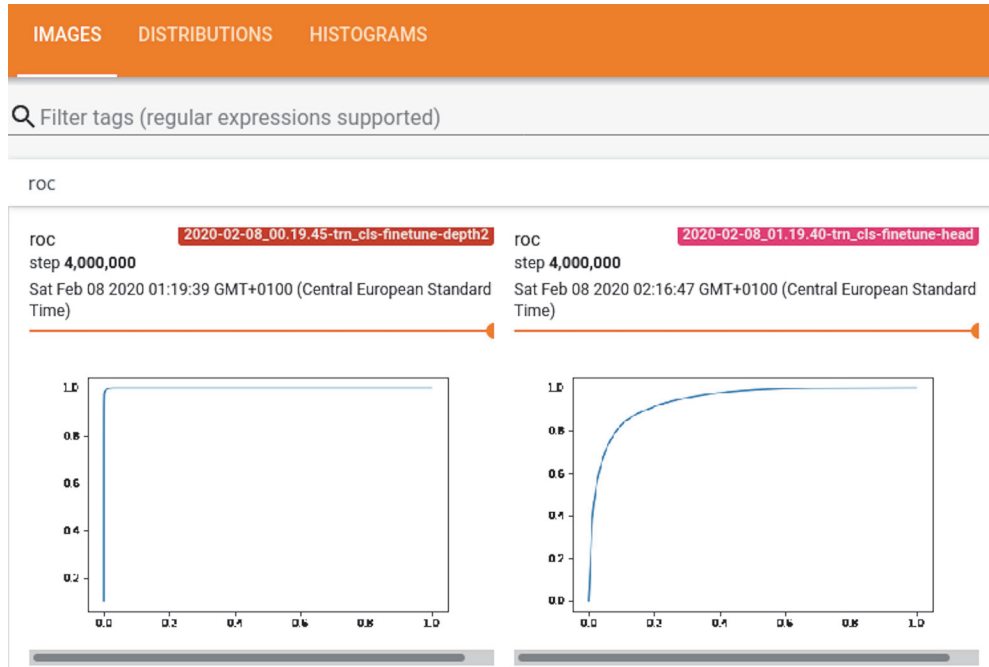 IMAGES DISTRIBUTIONS HISTOGRAMS
Filter tags (regular expressions supported)
roc
roc 2020-02-08_00.19.45-trn_cls-finetune-depth2
step 4,000,000
Sat Feb 08 2020 01:19:39 GMT+0100 (Central European Standard
Time)
1.0
0.8
0.6
0.4
0.2
0.0 0.2 0.4 0.6 0.8 1.0
roc 2020-02-08_01.19.40-trn_cls-finetune-head
step 4,000,000
Sat Feb 08 2020 02:16:47 GMT+0100 (Central European Standard
Time)
1.0
0.8
0.6
0.4
0.2
0.0
0.0 0.2 0.4 0.6 0.8 1.0